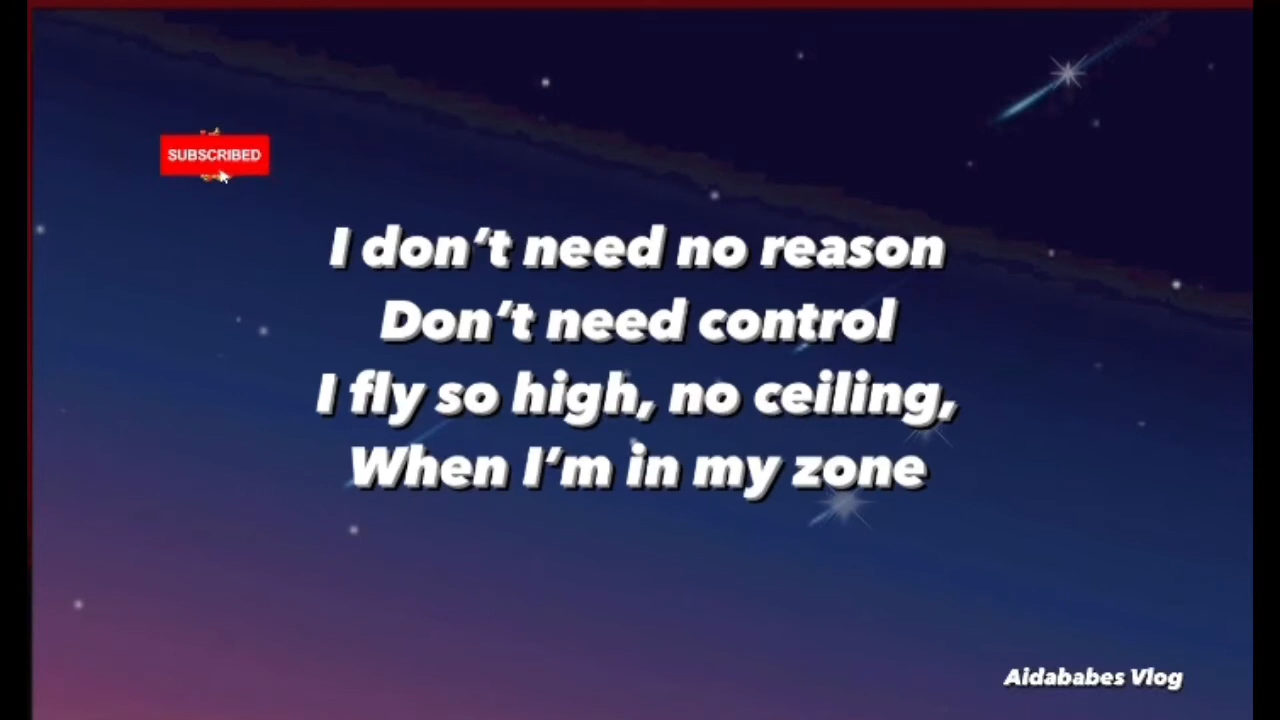 SUBSCRIBED
I don’t need no reason
Don’t need control
I fly so high, no ceiling,
When I’m in my zone
Aidababes Vlog